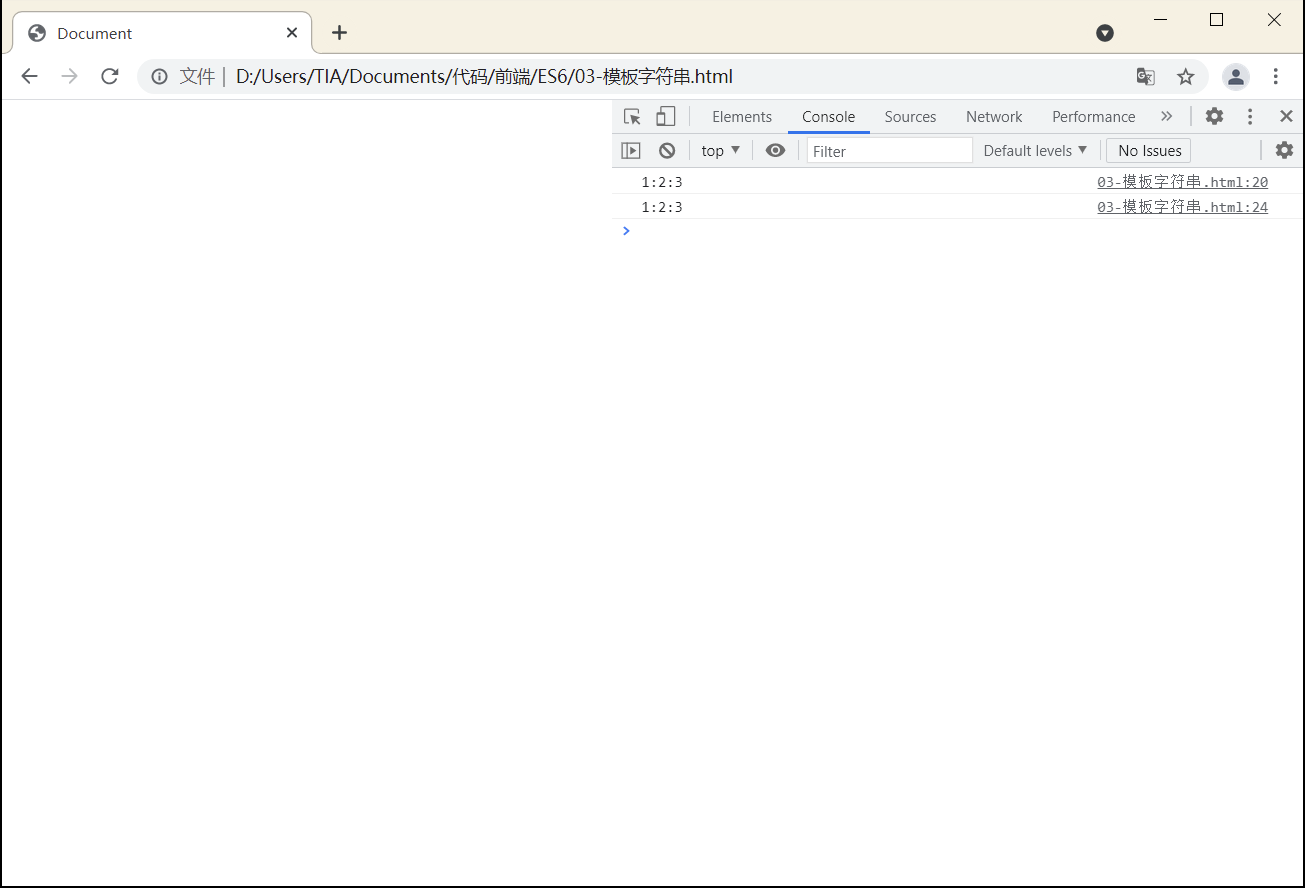 Document
文件 D:/Users/TIA/Documents/代码/前端/ES6/03-模板字符串.html
Elements Console Sources Network Performance
top Filter Default levels No Issues
1:2:3 03-模板字符串.html:20
1:2:3 03-模板字符串.html:24